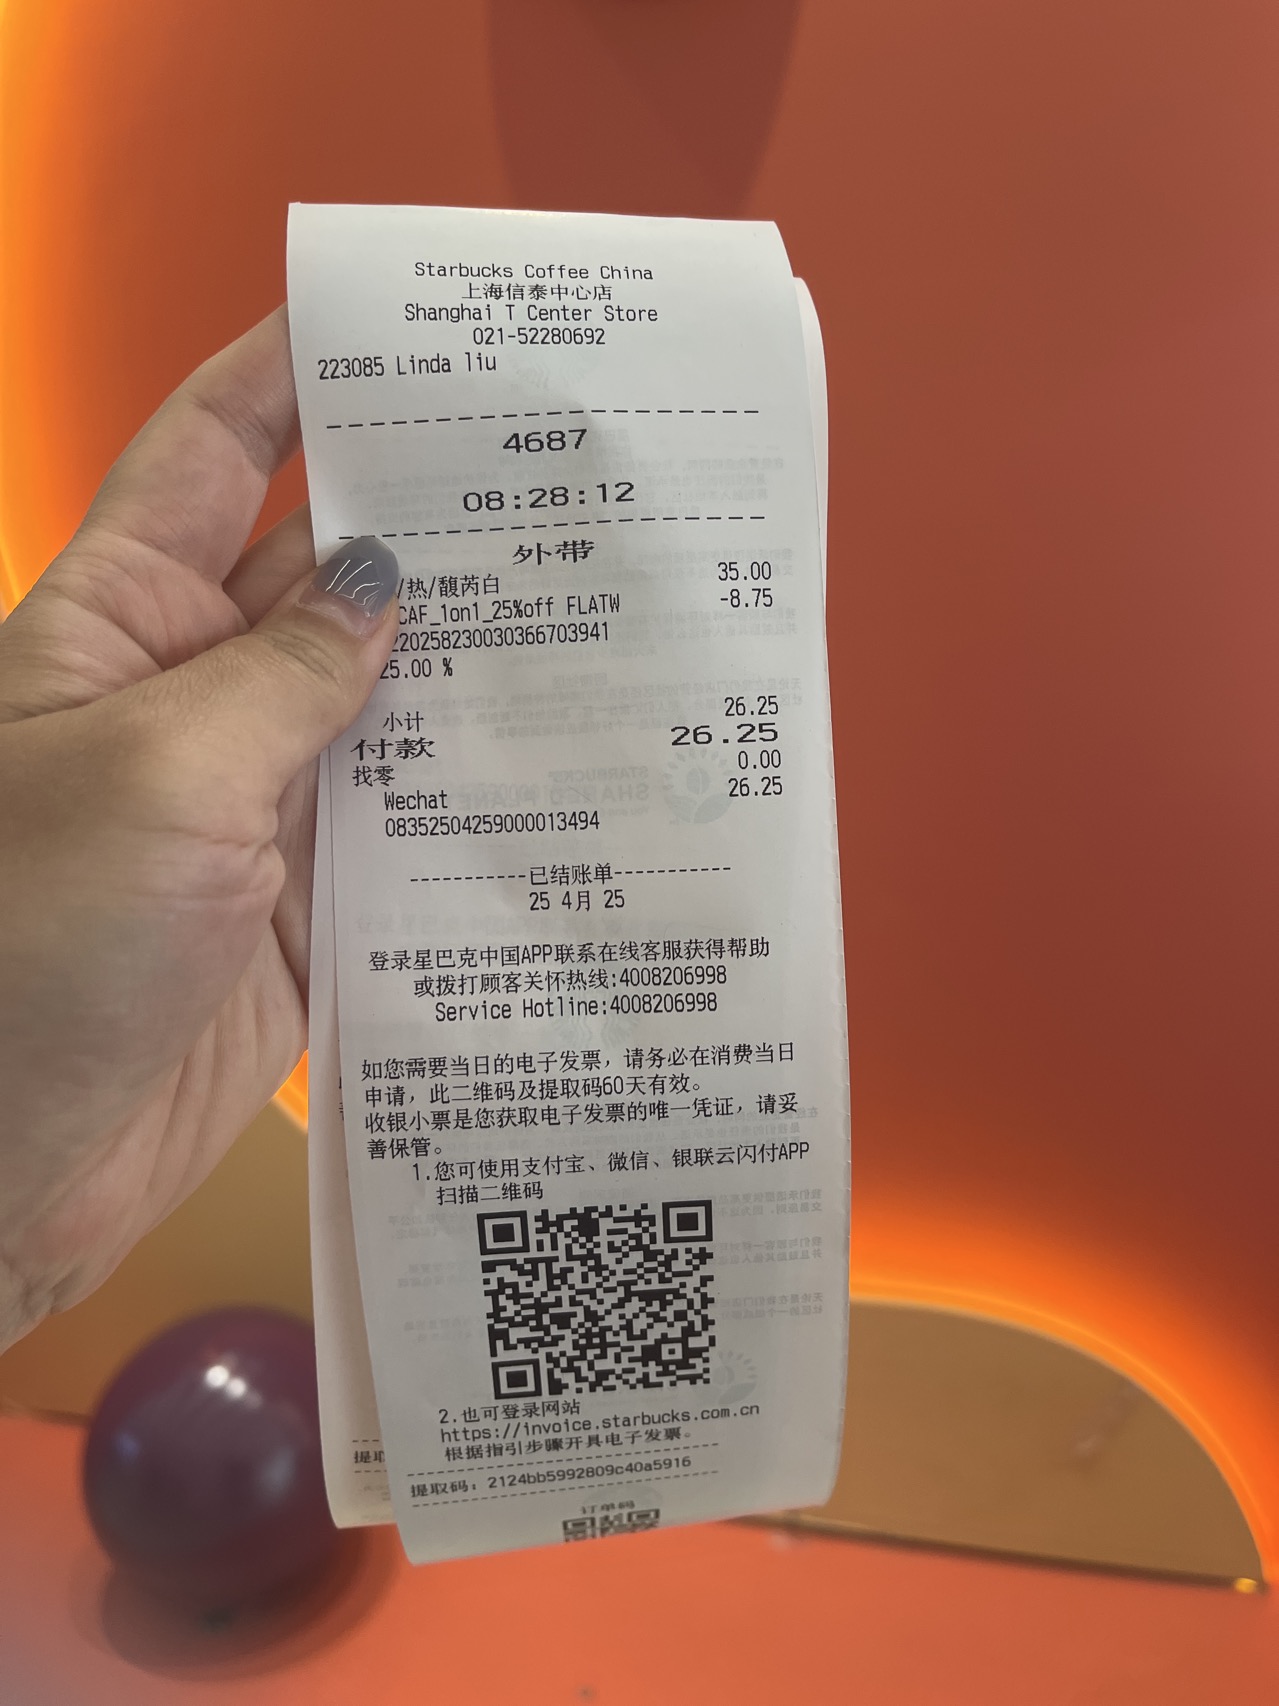 Starbucks Coffee China
上海信泰中心店
Shanghai T Center Store
021-52280692
223085 Linda liu
4687
08:28:12
外带
/热/馥芮白 35.00
CAF_1on1_25%off FLATW -8.75
220258230030366703941
25.00 %
小计 26.25
付款 26.25
找零 0.00
Wechat 26.25
08352504259000013494
-----------已结账单-----------
25 4月 25
登录星巴克中国APP联系在线客服获得帮助
或拨打顾客关怀热线:4008206998
Service Hotline:4008206998
如您需要当日的电子发票，请务必在消费当日
申请，此二维码及提取码60天有效。
收银小票是您获取电子发票的唯一凭证，请妥
善保管。
1.您可使用支付宝、微信、银联云闪付APP
扫描二维码
2.也可登录网站
https://invoice.starbucks.com.cn
根据指引步骤开具电子发票。
提取码: 2124bb5992809c40a5916
订单码
提取